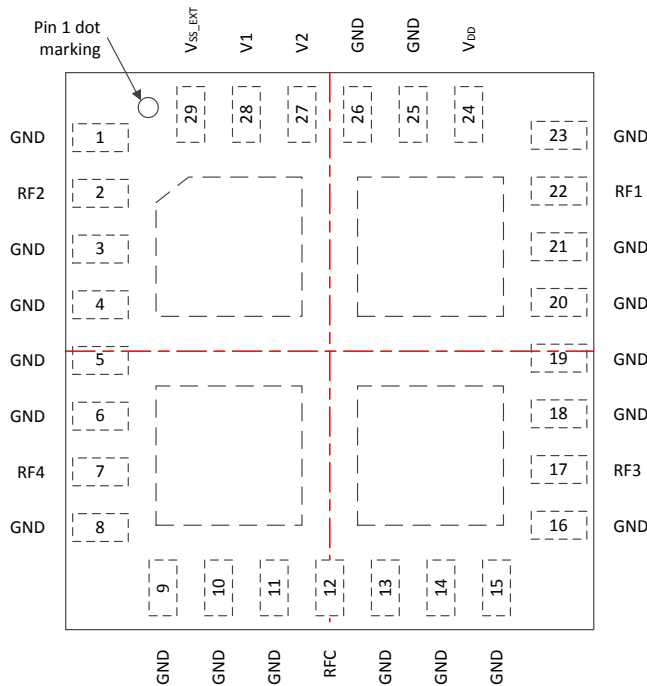 Pin 1 dot
marking
VSS_EXT
V1
V2
GND
GND
VDD
29
28
27
26
25
24
GND
1
23
GND
RF2
2
22
RF1
GND
3
21
GND
GND
4
20
GND
GND
5
19
GND
GND
6
18
GND
RF4
7
17
RF3
GND
8
16
GND
9
10
11
12
13
14
15
GND
GND
GND
RFC
GND
GND
GND